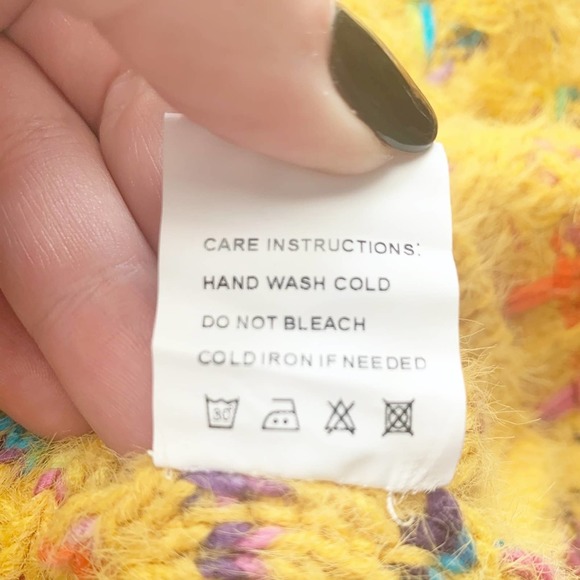 CARE INSTRUCTIONS:
HAND WASH COLD
DO NOT BLEACH
COLD IRON IF NEEDED
30